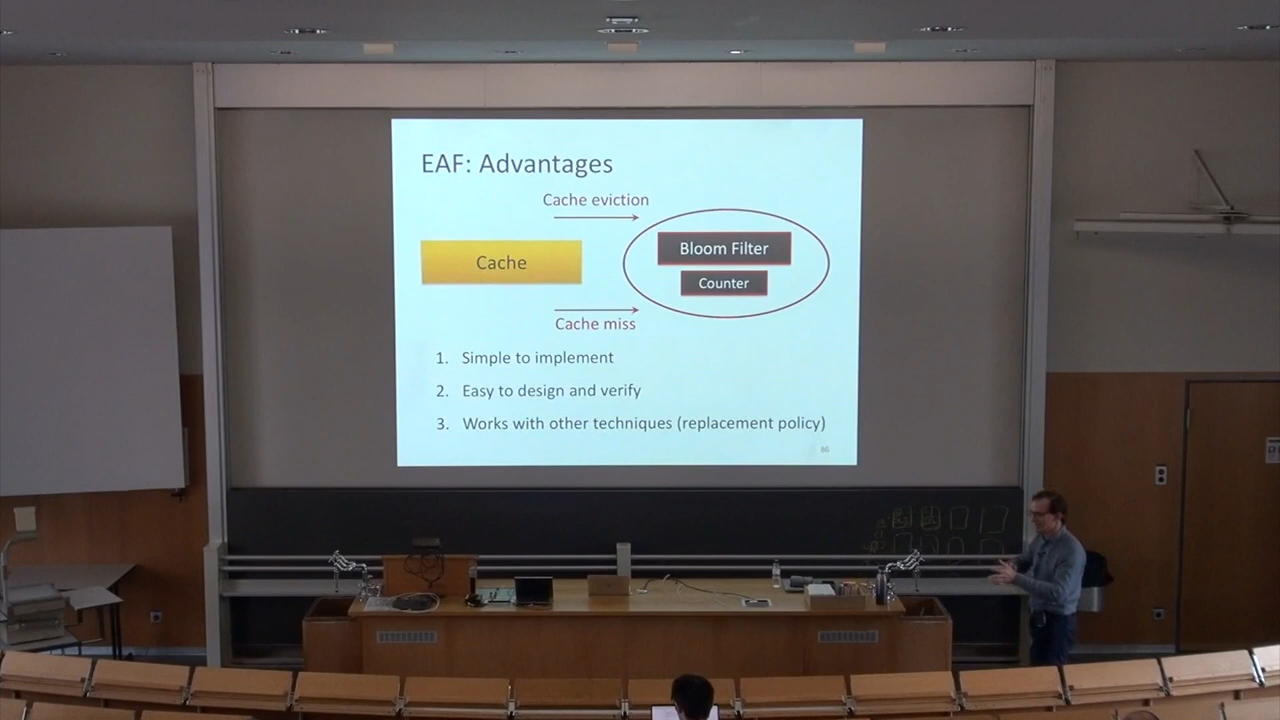 EAF: Advantages
Cache eviction
Bloom Filter
Cache
Counter
Cache miss
1. Simple to implement
2. Easy to design and verify
3. Works with other techniques (replacement policy)
86